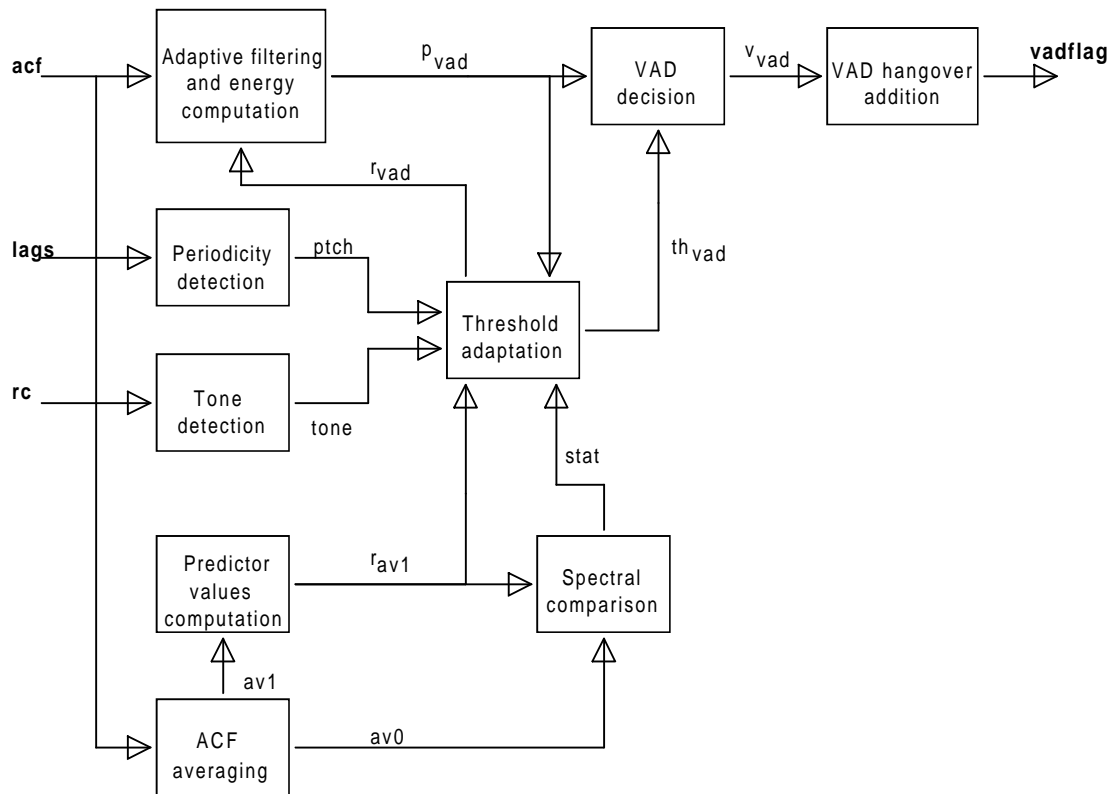 acf
Adaptive filtering
and energy
computation
pvad
VAD
decision
vvad
VAD hangover
addition
vadflag
rvad
lags
Periodicity
detection
ptch
thvad
Threshold
adaptation
rc
Tone
detection
tone
stat
Predictor
values
computation
rav1
Spectral
comparison
av1
ACF
averaging
av0